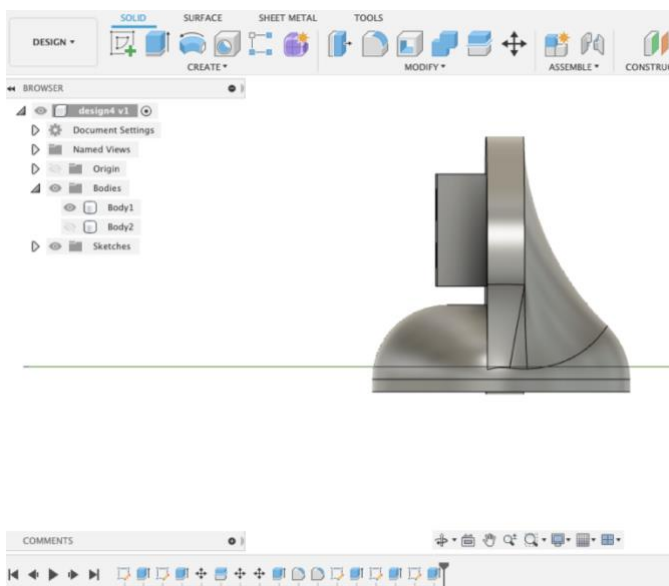 SOLID SURFACE SHEET METAL TOOLS
DESIGN
CREATE MODIFY ASSEMBLE
BROWSER
design4 v1
Document Settings
Named Views
Origin
Bodies
Body1
Body2
Sketches
COMMENTS